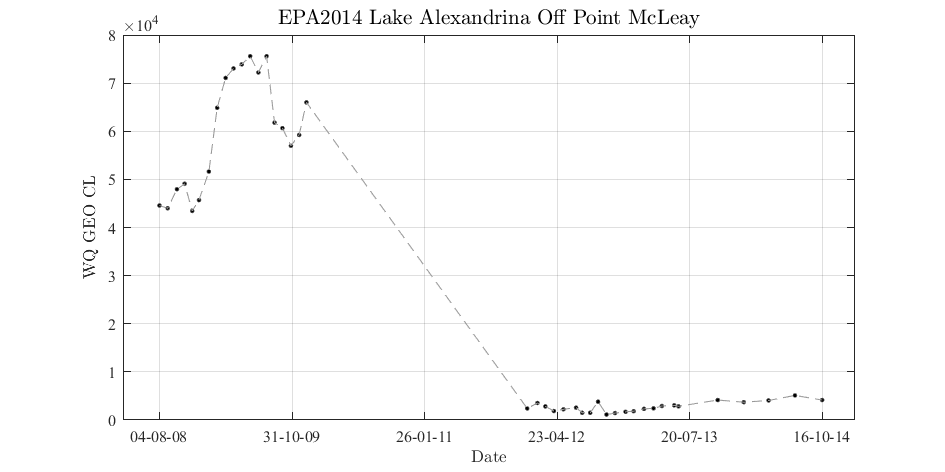 EPA2014 Lake Alexandrina Off Point McLeay
×10⁴
8
7
6
5
4
3
2
1
0
WQ GEO CL
04-08-08 31-10-09 26-01-11 23-04-12 20-07-13 16-10-14
Date